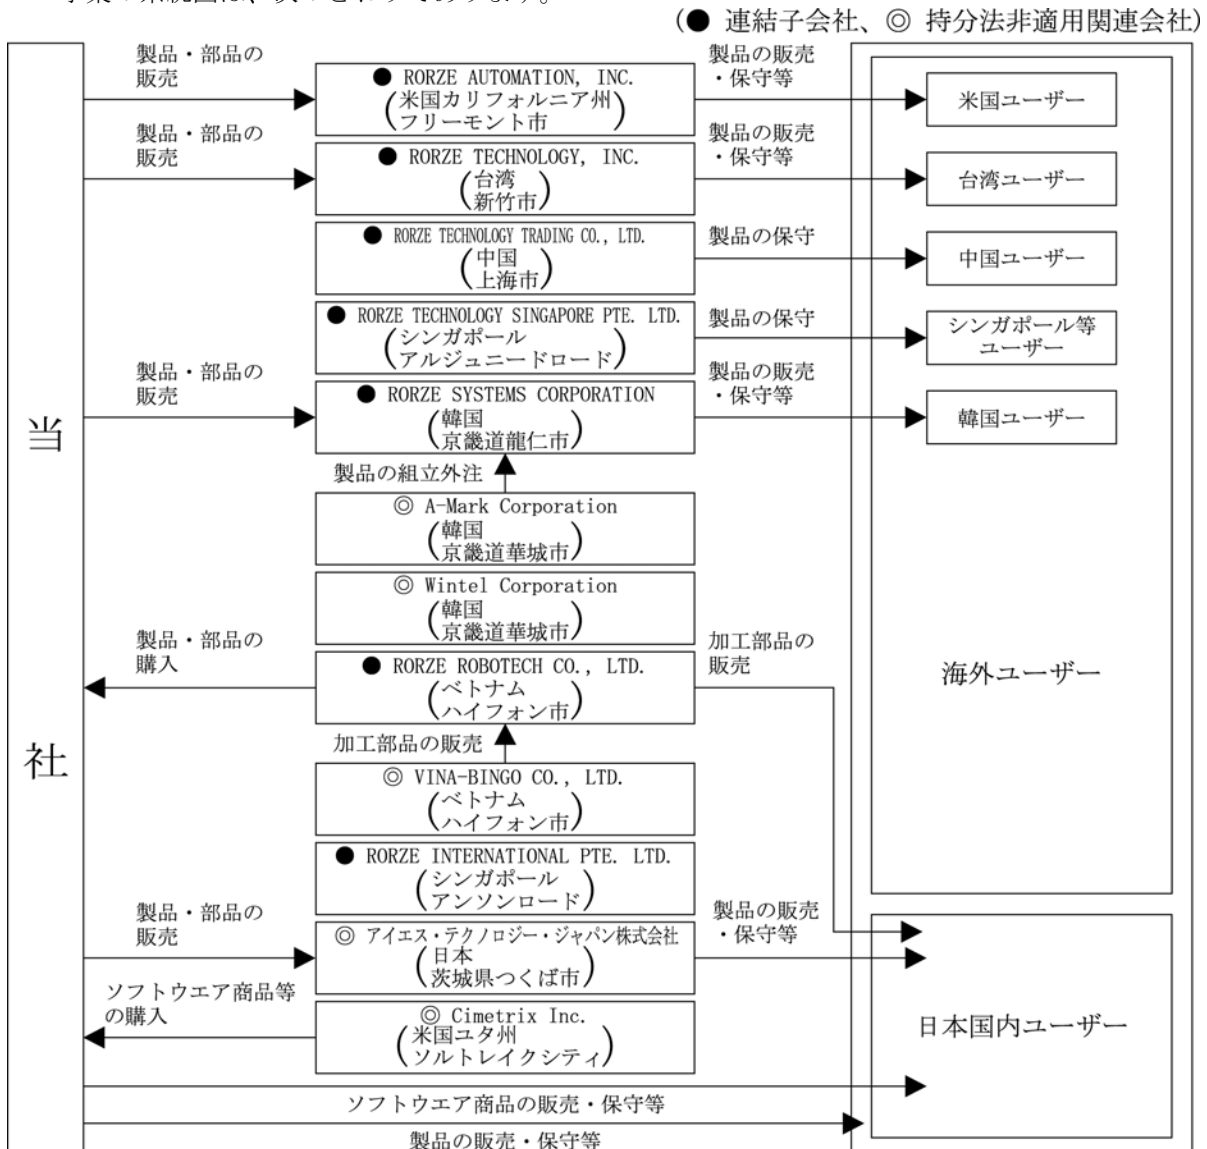 (● 連結子会社、◎ 持分法非適用関連会社)
製品・部品の
販売
● RORZE AUTOMATION, INC.
(米国カリフォルニア州
フリーモント市)
製品の販売
・保守等
米国ユーザー
製品・部品の
販売
● RORZE TECHNOLOGY, INC.
(台湾
新竹市)
製品の販売
・保守等
台湾ユーザー
● RORZE TECHNOLOGY TRADING CO., LTD.
(中国
上海市)
製品の保守
中国ユーザー
● RORZE TECHNOLOGY SINGAPORE PTE. LTD.
(シンガポール
アルジュニードロード)
製品の保守
シンガポール等
ユーザー
製品・部品の
販売
● RORZE SYSTEMS CORPORATION
(韓国
京畿道龍仁市)
製品の販売
・保守等
韓国ユーザー
当
社
製品の組立外注
◎ A-Mark Corporation
(韓国
京畿道華城市)
◎ Wintel Corporation
(韓国
京畿道華城市)
製品・部品の
購入
● RORZE ROBOTECH CO., LTD.
(ベトナム
ハイフォン市)
加工部品の
販売
海外ユーザー
加工部品の販売
◎ VINA-BINGO CO., LTD.
(ベトナム
ハイフォン市)
● RORZE INTERNATIONAL PTE. LTD.
(シンガポール
アンソンロード)
製品・部品の
販売
◎ アイエス・テクノロジー・ジャパン株式会社
(日本
茨城県つくば市)
製品の販売
・保守等
ソフトウエア商品等
の購入
◎ Cimetrix Inc.
(米国ユタ州
ソルトレイクシティ)
日本国内ユーザー
ソフトウエア商品の販売・保守等
製品の販売・保守等